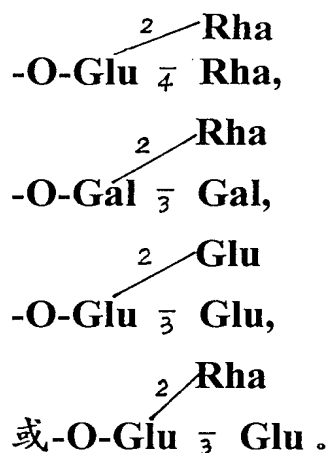 2 Rha
-O-Glu 4 Rha,
2 Rha
-O-Gal 3 Gal,
2 Glu
-O-Glu 3 Glu,
2 Rha
或-O-Glu 3 Glu。